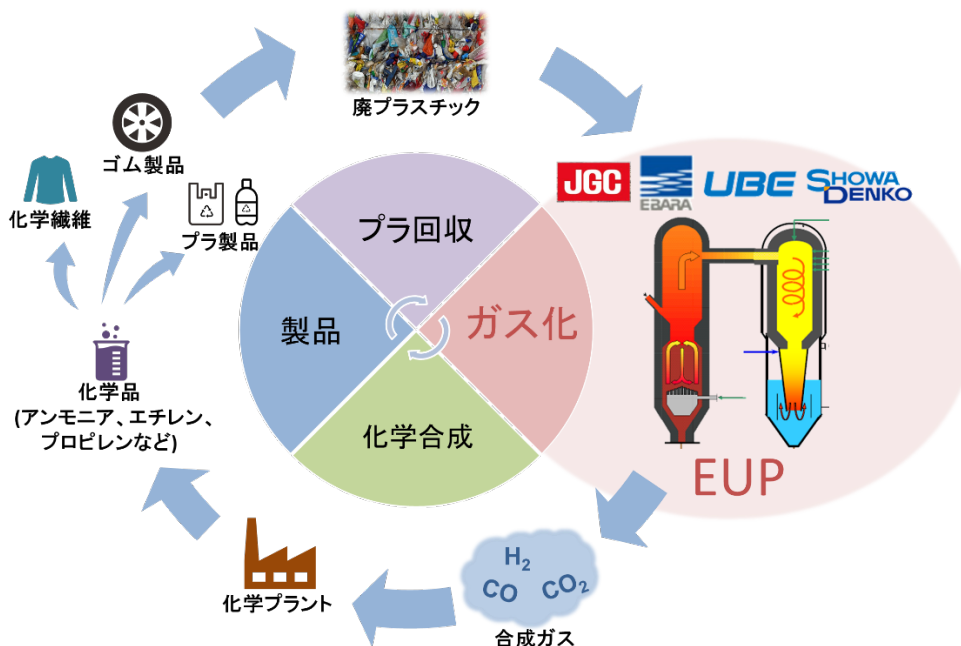 廃プラスチック
ゴム製品
化学繊維
プラ製品
JGC
EBARA
UBE
SHOWA
DENKO
プラ回収
製品
ガス化
化学合成
化学品
(アンモニア、エチレン、
プロピレンなど)
EUP
H2
CO
CO2
化学プラント
合成ガス